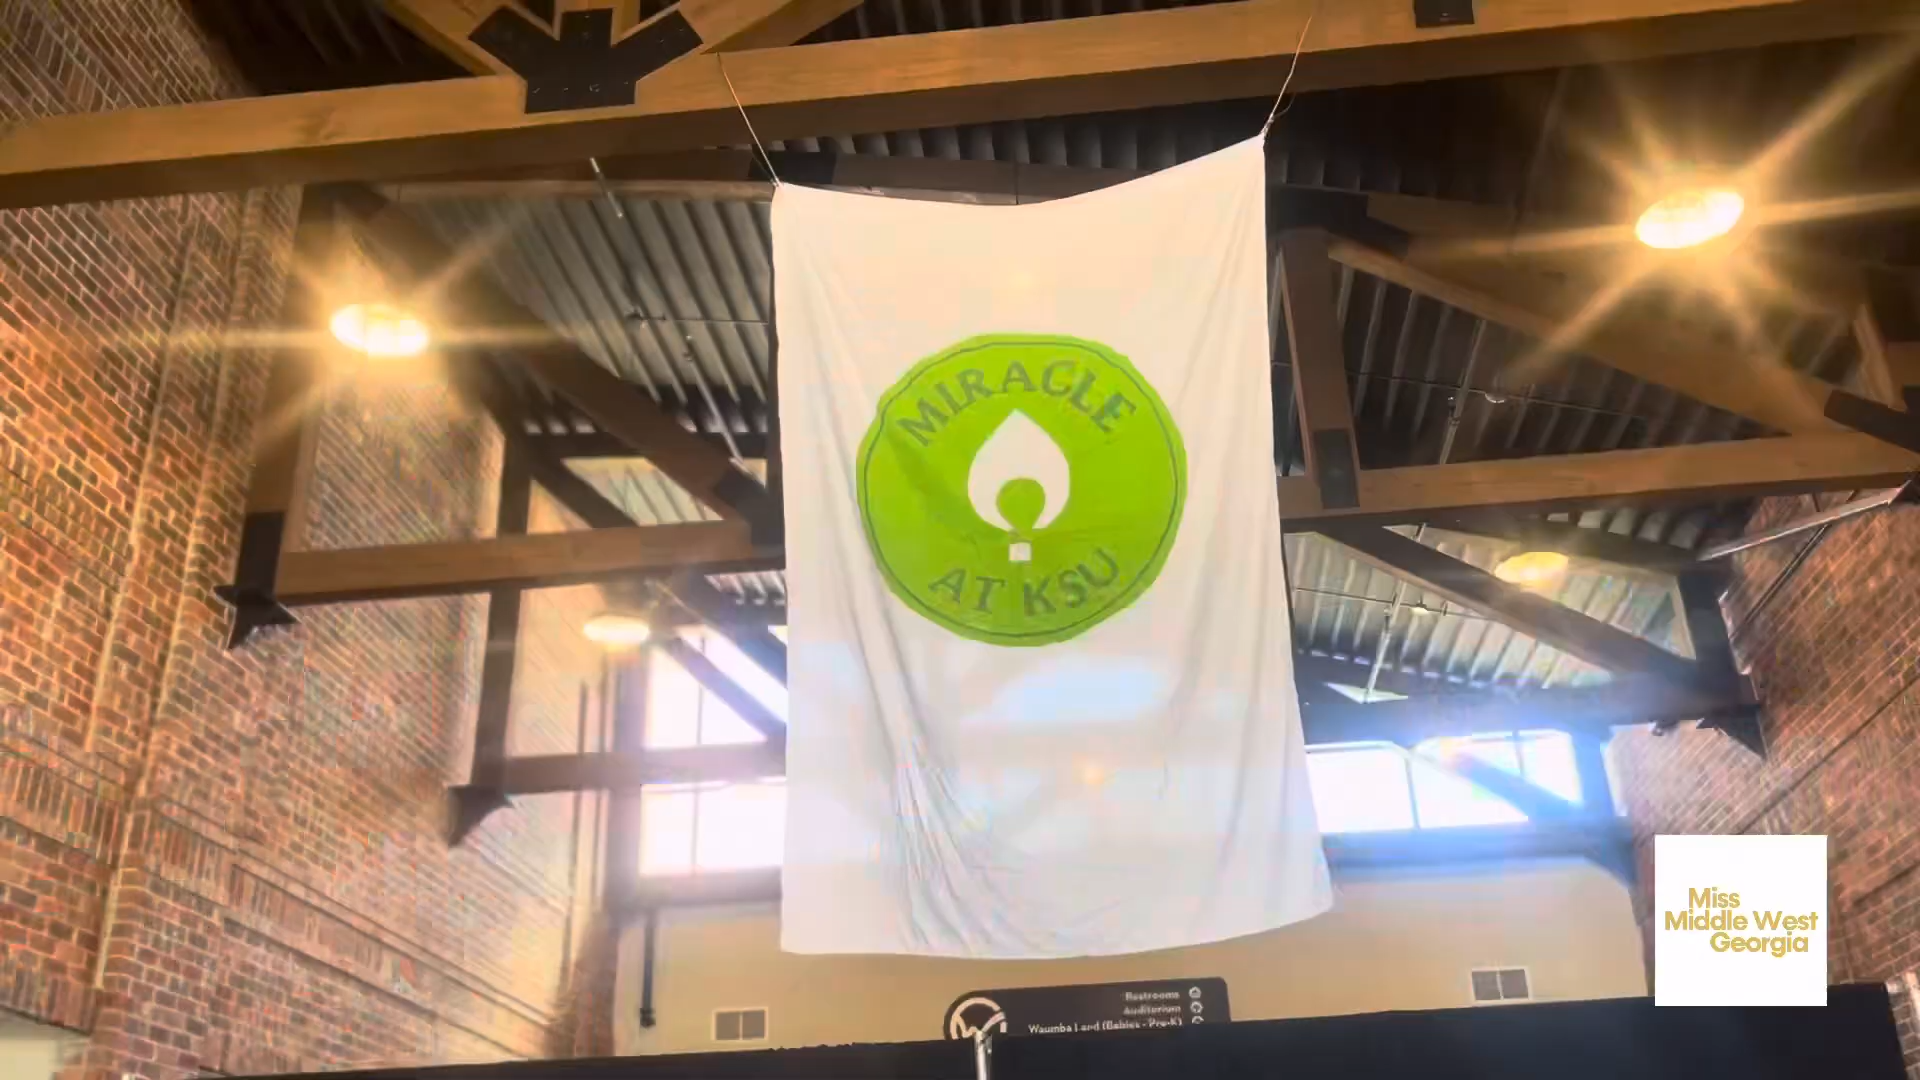 MIRACLE
AT KSU
Restrooms
Auditorium
Waumba Land (Babies - Pre-K)
Miss
Middle West
Georgia